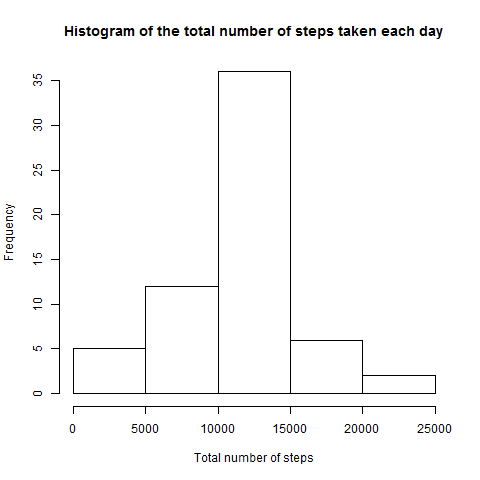 Histogram of the total number of steps taken each day
Frequency
35
30
25
20
15
10
5
0
0 5000 10000 15000 20000 25000
Total number of steps